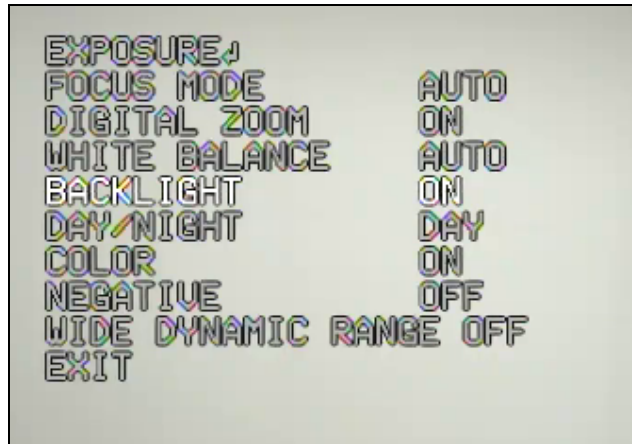 EXPOSURE↲
FOCUS MODE AUTO
DIGITAL ZOOM ON
WHITE BALANCE AUTO
BACKLIGHT ON
DAY/NIGHT DAY
COLOR ON
NEGATIVE OFF
WIDE DYNAMIC RANGE OFF
EXIT